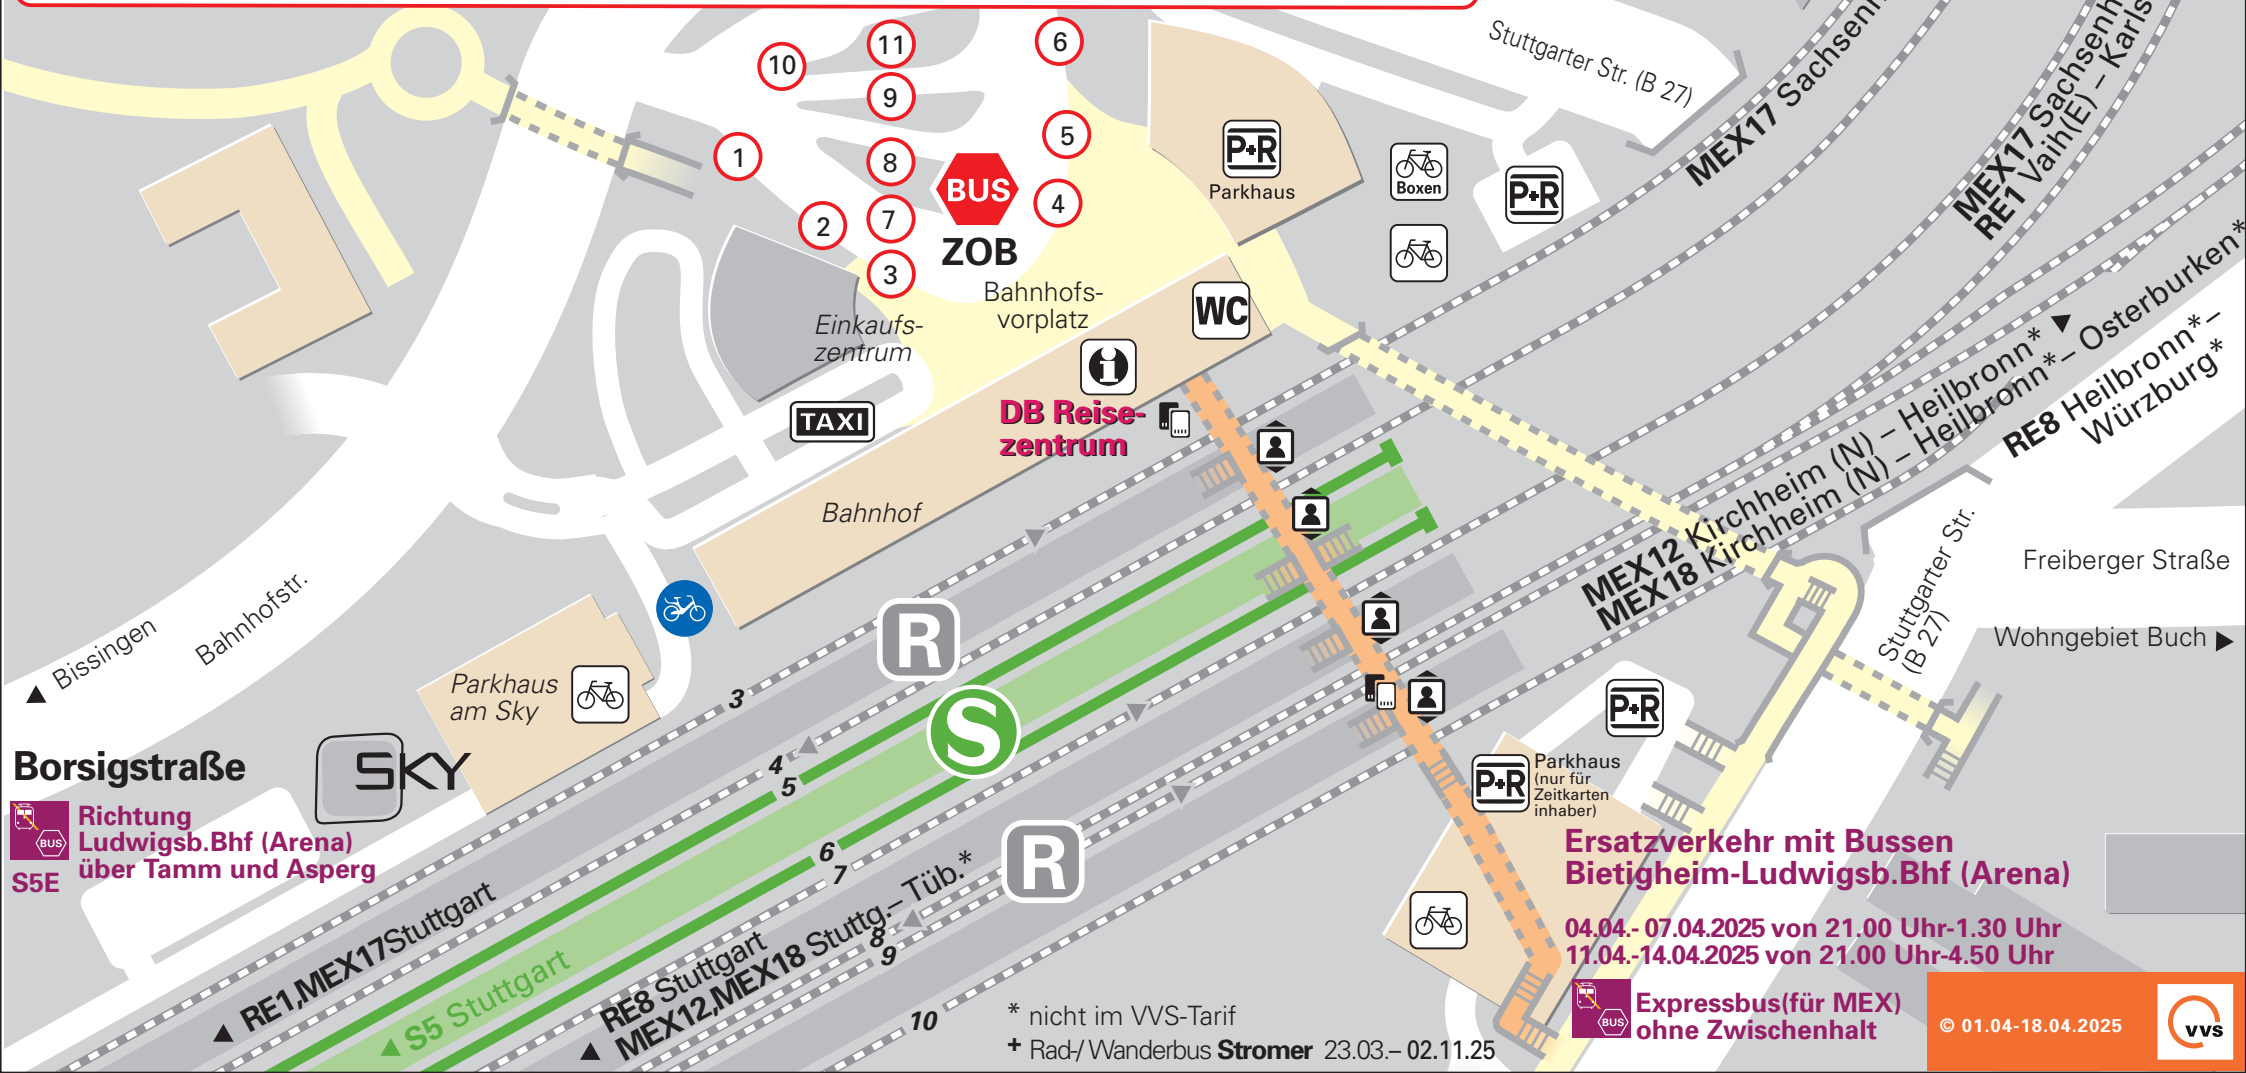 Stuttgarter Str. (B 27)
MEX17 Sachsenh
MEX17 Sachsenh
RE1 Vaih(E) – Karls
11
6
10
9
5
1
8
BUS
4
7
2
ZOB
3
P+R
Parkhaus
Boxen
P+R
Bahnhofs-
vorplatz
WC
Einkaufs-
zentrum
i
TAXI
DB Reise-
zentrum
Bahnhof
MEX12 Kirchheim (N) – Heilbronn*
MEX18 Kirchheim (N) – Heilbronn* – Osterburken*
RE8 Heilbronn* –
Würzburg*
Stuttgarter Str.
(B 27)
Freiberger Straße
Wohngebiet Buch
Bissingen
Bahnhofstr.
R
Parkhaus
am Sky
3
S
4
5
SKY
Borsigstraße
BUS
S5E
Richtung
Ludwigsb.Bhf (Arena)
über Tamm und Asperg
P+R
P+R
Parkhaus
(nur für
Zeitkarten
inhaber)
6
7
R
8
9
10
RE1,MEX17Stuttgart
S5 Stuttgart
RE8 Stuttgart
MEX12,MEX18 Stuttg.– Tüb.*
Ersatzverkehr mit Bussen
Bietigheim-Ludwigsb.Bhf (Arena)
04.04.- 07.04.2025 von 21.00 Uhr-1.30 Uhr
11.04.-14.04.2025 von 21.00 Uhr-4.50 Uhr
BUS
Expressbus(für MEX)
ohne Zwischenhalt
* nicht im VVS-Tarif
+ Rad-/ Wanderbus Stromer 23.03.– 02.11.25
© 01.04-18.04.2025
vvs